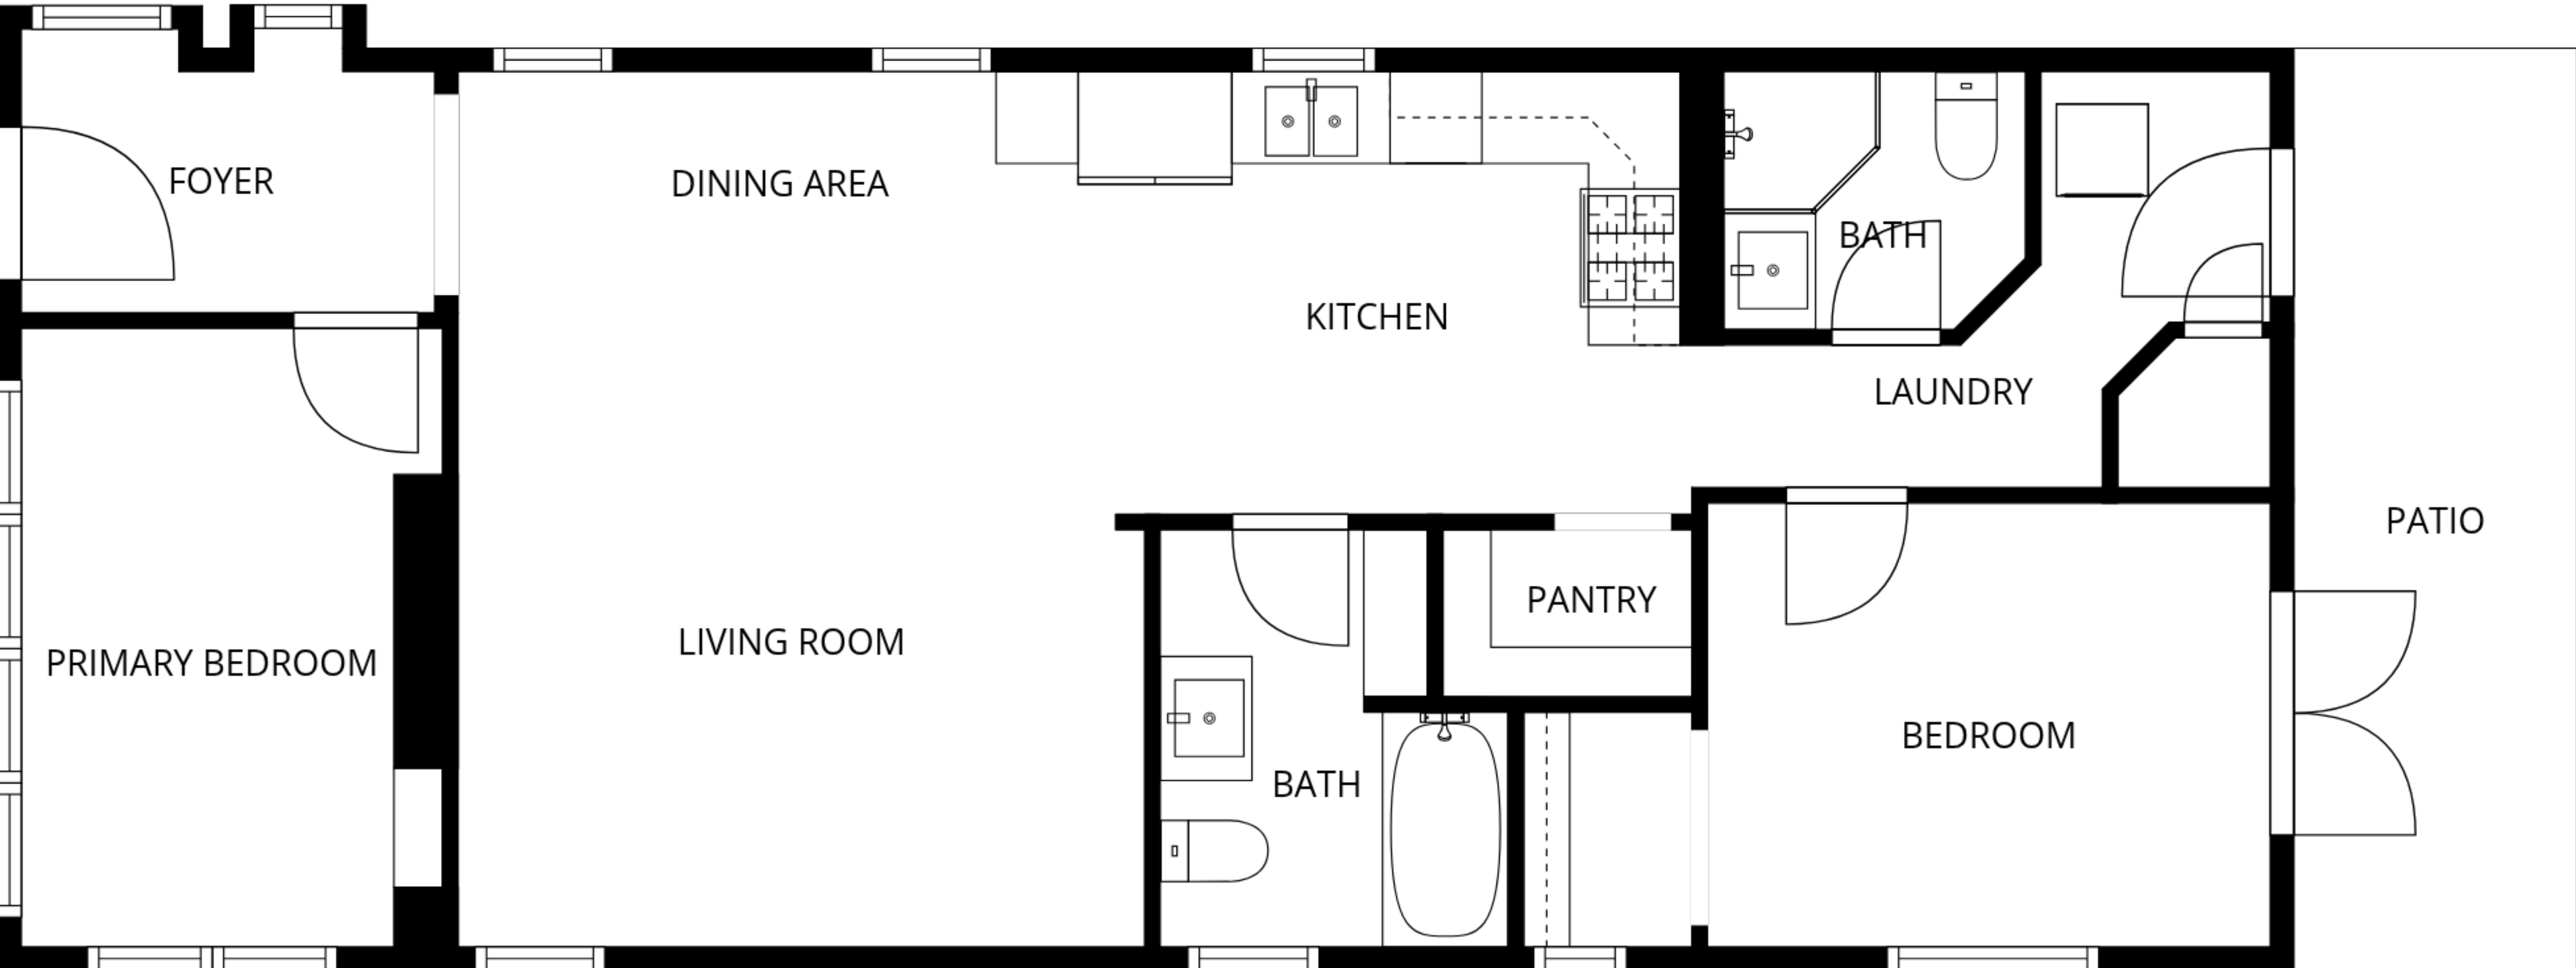 FOYER
DINING AREA
BATH
KITCHEN
LAUNDRY
PATIO
PANTRY
LIVING ROOM
PRIMARY BEDROOM
BEDROOM
BATH